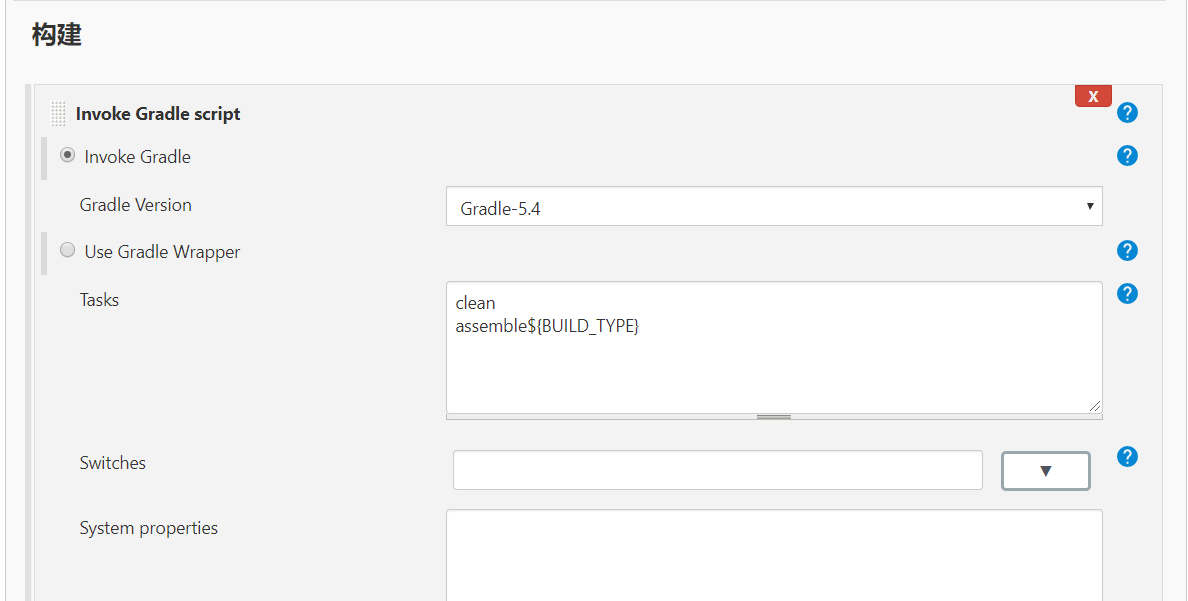 构建
Invoke Gradle script
X
?
Invoke Gradle
?
Gradle Version
Gradle-5.4
Use Gradle Wrapper
?
Tasks
clean
assemble${BUILD_TYPE}
?
Switches
?
System properties